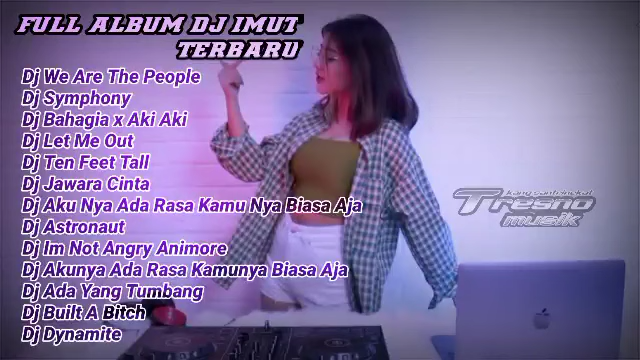 FULL ALBUM DJ IMUT
TERBARU
Dj We Are The People
Dj Symphony
Dj Bahagia x Aki Aki
Dj Let Me Out
Dj Ten Feet Tall
Dj Jawara Cinta
Dj Aku Nya Ada Rasa Kamu Nya Biasa Aja
Dj Astronaut
Dj Im Not Angry Animore
Dj Akunya Ada Rasa Kamunya Biasa Aja
Dj Ada Yang Tumbang
Dj Built A Bitch
Dj Dynamite
Tresno
musik